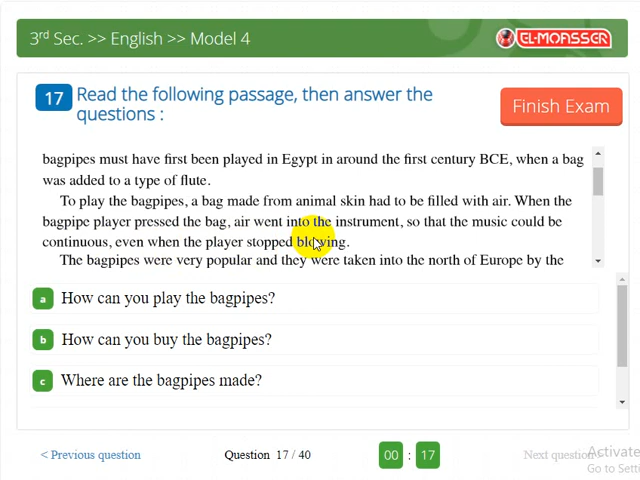 3rd Sec. >> English >> Model 4
EL-MOASSER
17
Read the following passage, then answer the
questions :
Finish Exam
bagpipes must have first been played in Egypt in around the first century BCE, when a bag
was added to a type of flute.
To play the bagpipes, a bag made from animal skin had to be filled with air. When the
bagpipe player pressed the bag, air went into the instrument, so that the music could be
continuous, even when the player stopped blowing.
The bagpipes were very popular and they were taken into the north of Europe by the
a How can you play the bagpipes?
b How can you buy the bagpipes?
c Where are the bagpipes made?
< Previous question
Question 17 / 40
00 : 17
Next question >
Activate
Go to Setti